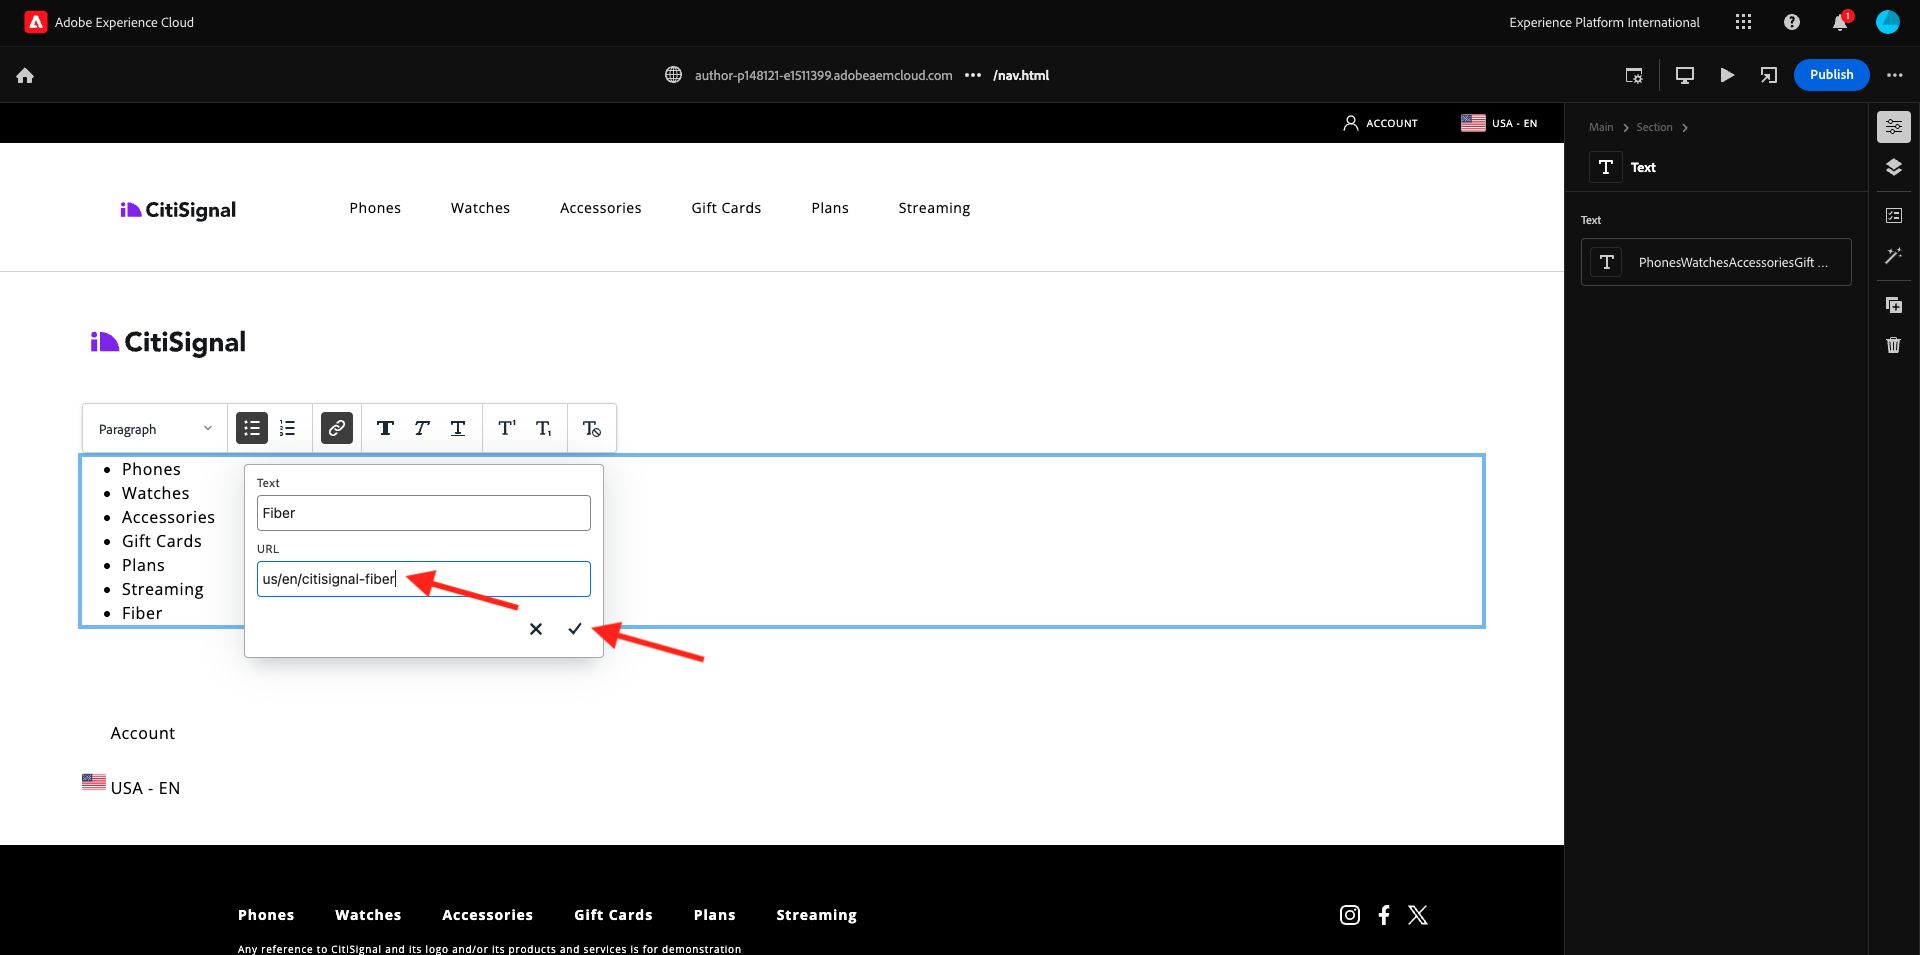 Adobe Experience Cloud
Experience Platform International
1
author-p148121-e1511399.adobeaemcloud.com ••• /nav.html
Publish
ACCOUNT
USA - EN
Main > Section >
Text
CitiSignal
Phones
Watches
Accessories
Gift Cards
Plans
Streaming
Text
PhonesWatchesAccessoriesGift ...
CitiSignal
Paragraph
Phones
Watches
Accessories
Gift Cards
Plans
Streaming
Fiber
Text
Fiber
URL
us/en/citisignal-fiber
Account
USA - EN
Phones
Watches
Accessories
Gift Cards
Plans
Streaming
Any reference to CitiSignal and its logo and/or its products and services is for demonstration